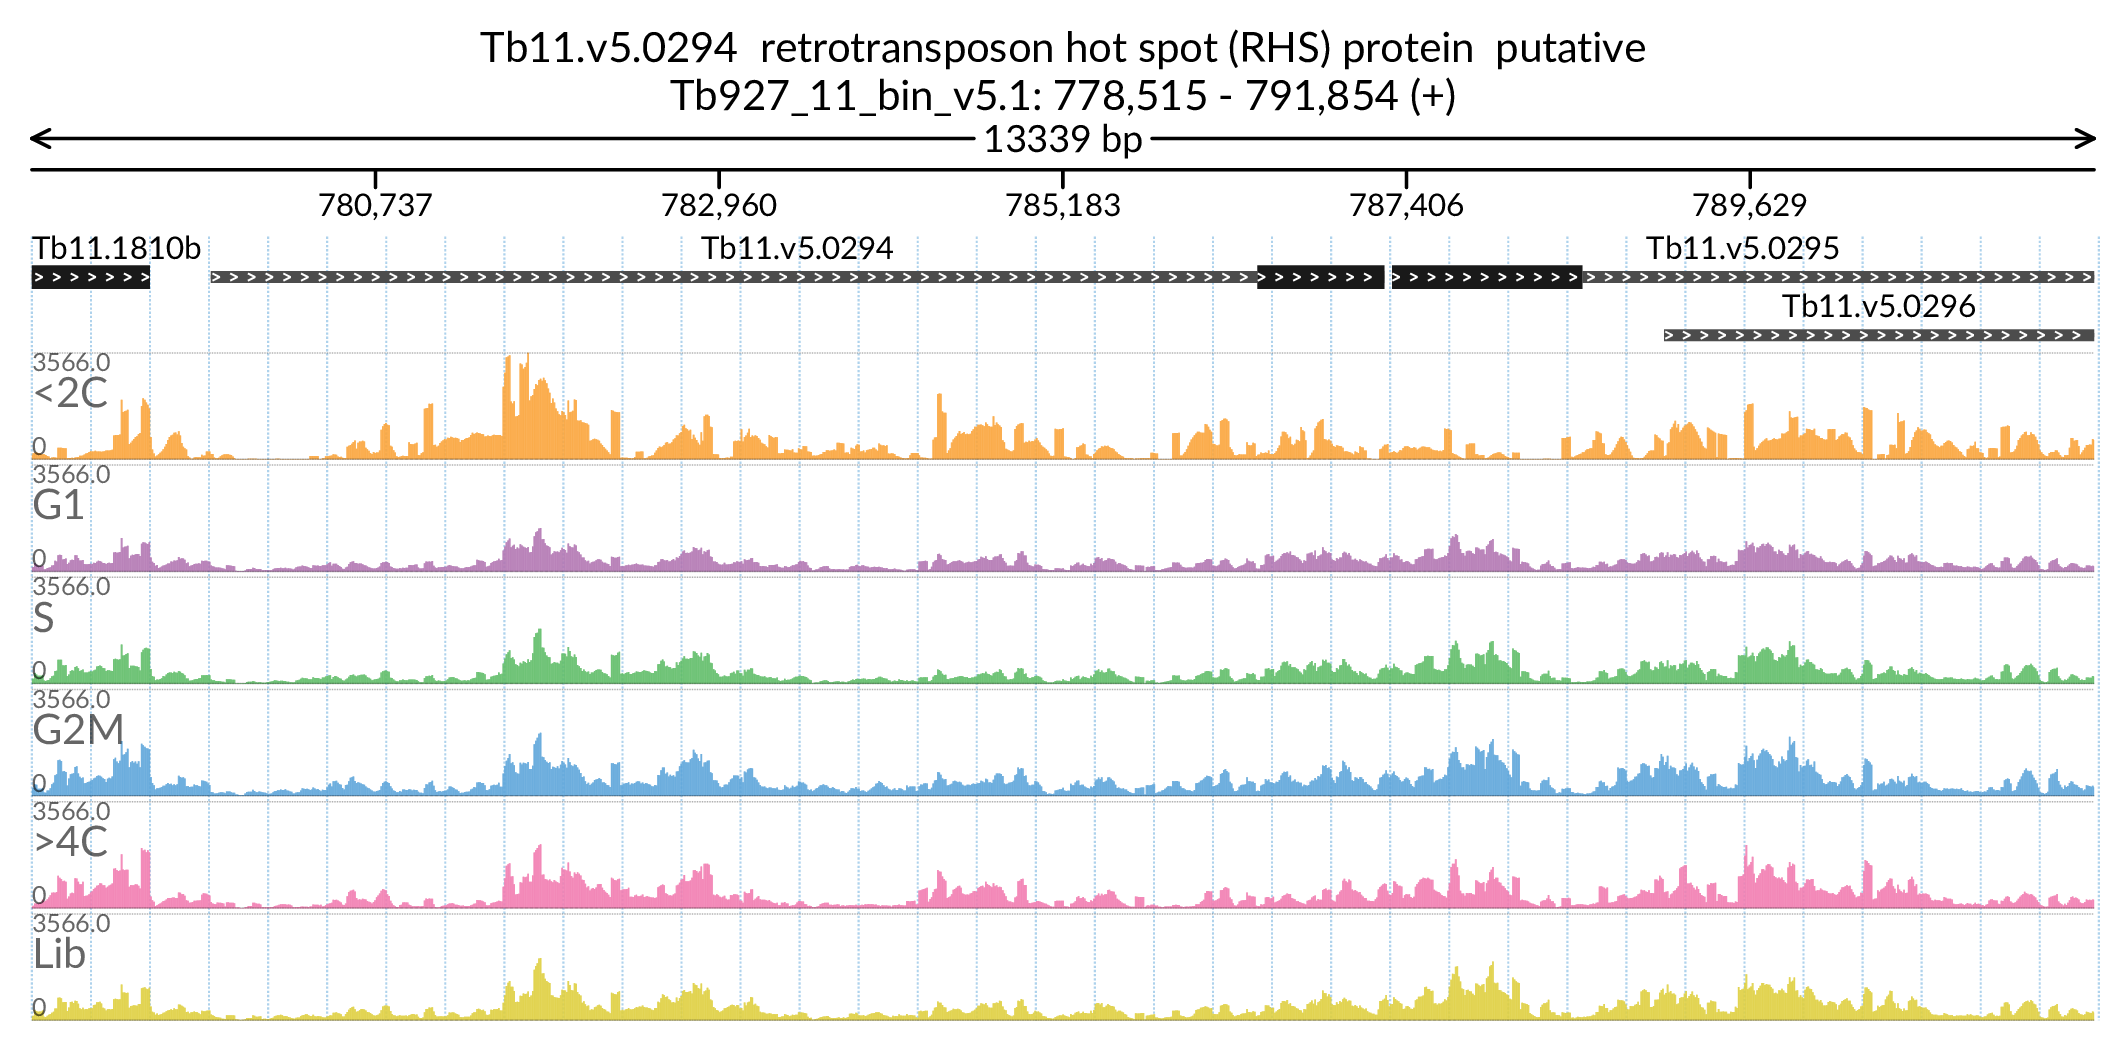 Tb11.v5.0294  retrotransposon hot spot (RHS) protein  putative
Tb927_11_bin_v5.1: 778,515 - 791,854 (+)
13339 bp
780,737 782,960 785,183 787,406 789,629
Tb11.1810b Tb11.v5.0294 Tb11.v5.0295
Tb11.v5.0296
3566.0
<2C
0
3566.0
G1
0
3566.0
S
0
3566.0
G2M
0
3566.0
>4C
0
3566.0
Lib
0